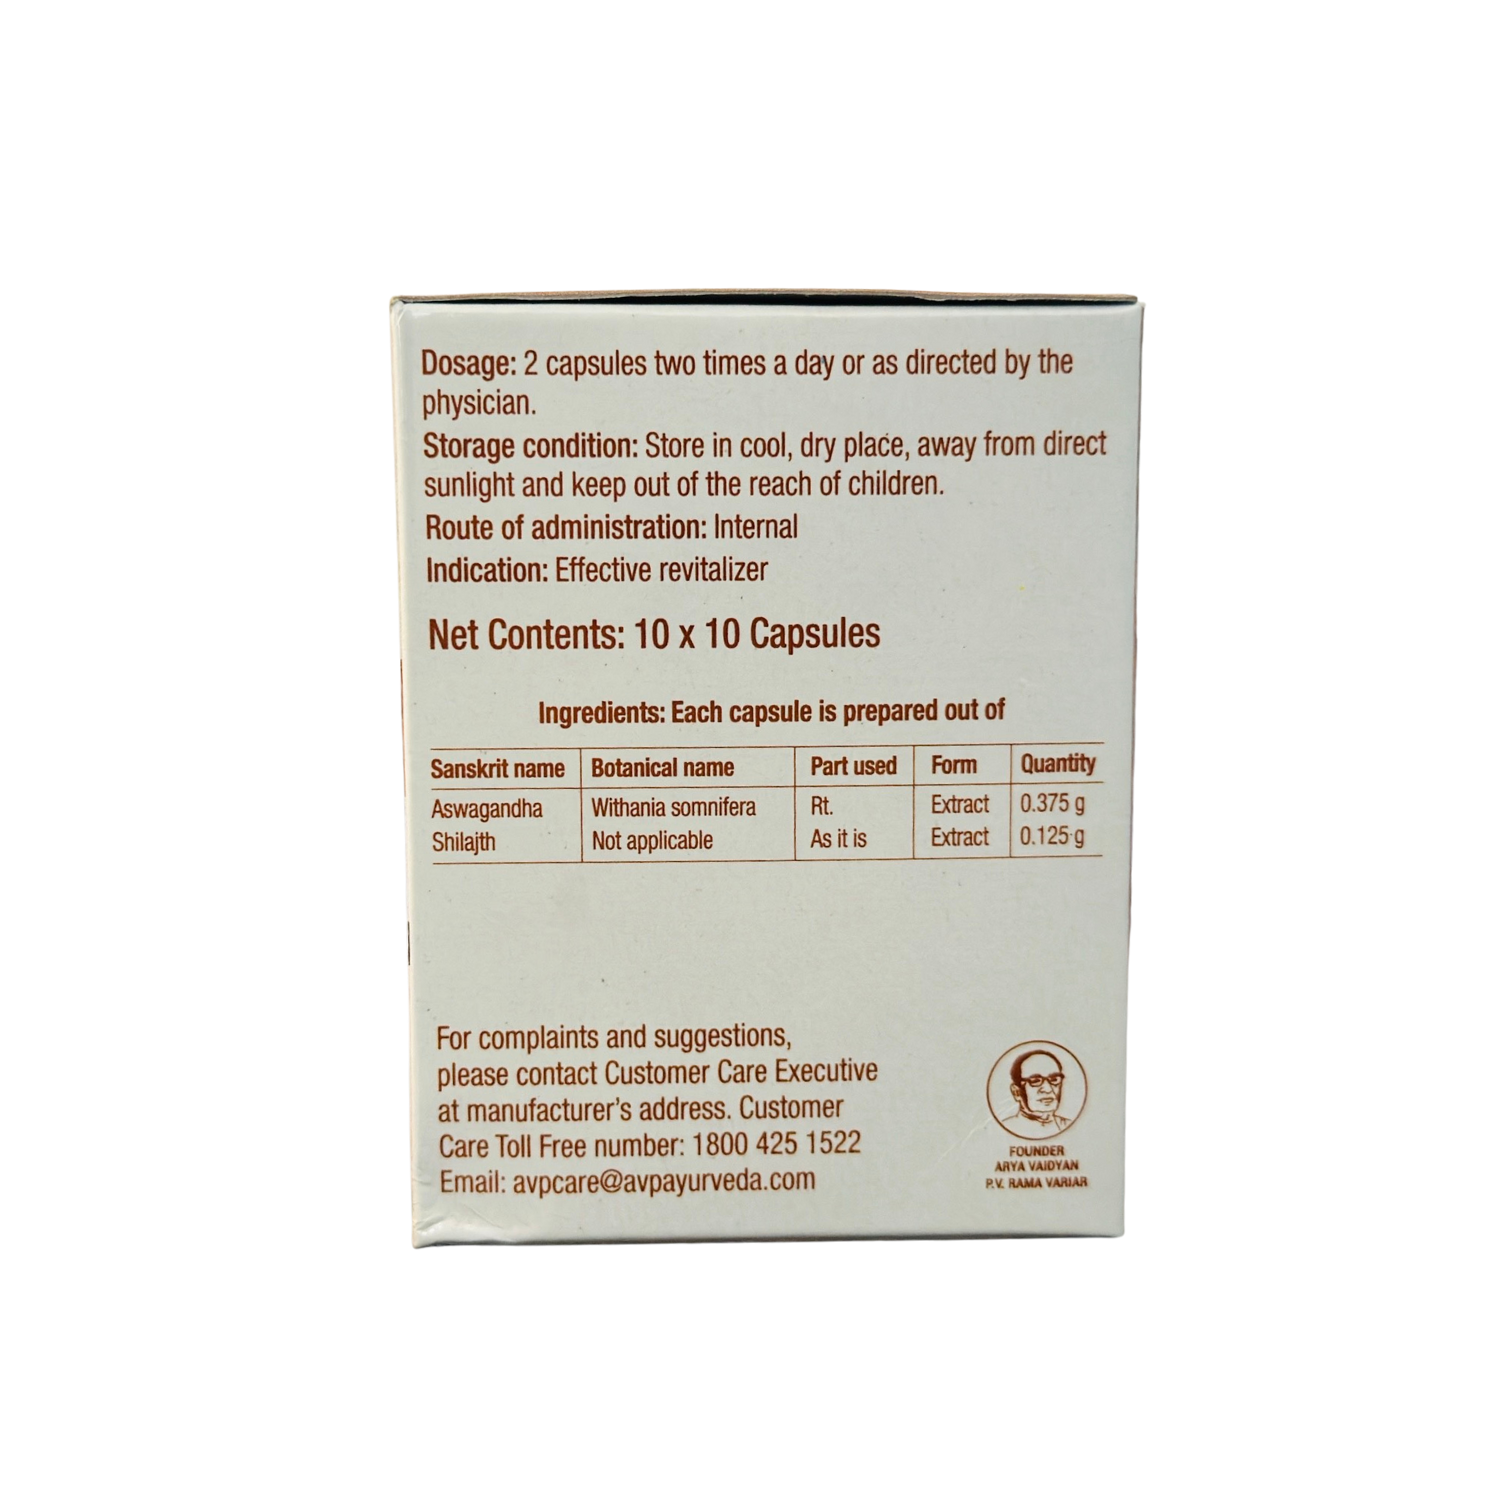 Dosage: 2 capsules two times a day or as directed by the
physician.
Storage condition: Store in cool, dry place, away from direct
sunlight and keep out of the reach of children.
Route of administration: Internal
Indication: Effective revitalizer
Net Contents: 10 x 10 Capsules
Ingredients: Each capsule is prepared out of
Sanskrit name Botanical name Part used Form Quantity
Aswagandha Withania somnifera Rt. Extract 0.375 g
Shilajth Not applicable As it is Extract 0.125 g
For complaints and suggestions,
please contact Customer Care Executive
at manufacturer's address. Customer
Care Toll Free number: 1800 425 1522
Email: avpcare@avpayurveda.com
FOUNDER
ARYA VAIDYAN
P.V. RAMA VARIAR